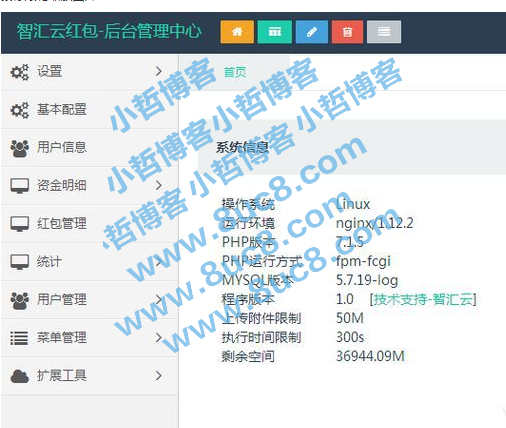 智汇云红包-后台管理中心
设置
首页
基本配置
用户信息
系统信息
资金明细
红包管理
统计
用户管理
菜单管理
扩展工具
操作系统 Linux
运行环境 nginx/1.12.2
PHP版本 7.1.5
PHP运行方式 fpm-fcgi
MYSQL版本 5.7.19-log
程序版本 1.0 [技术支持-智汇云]
上传附件限制 50M
执行时间限制 300s
剩余空间 36944.09M
小哲博客 小哲博客
小哲博客 小哲博客
小哲博客 小哲博客
www.8uc8.com
www.8uc8.com
www.8uc8.com